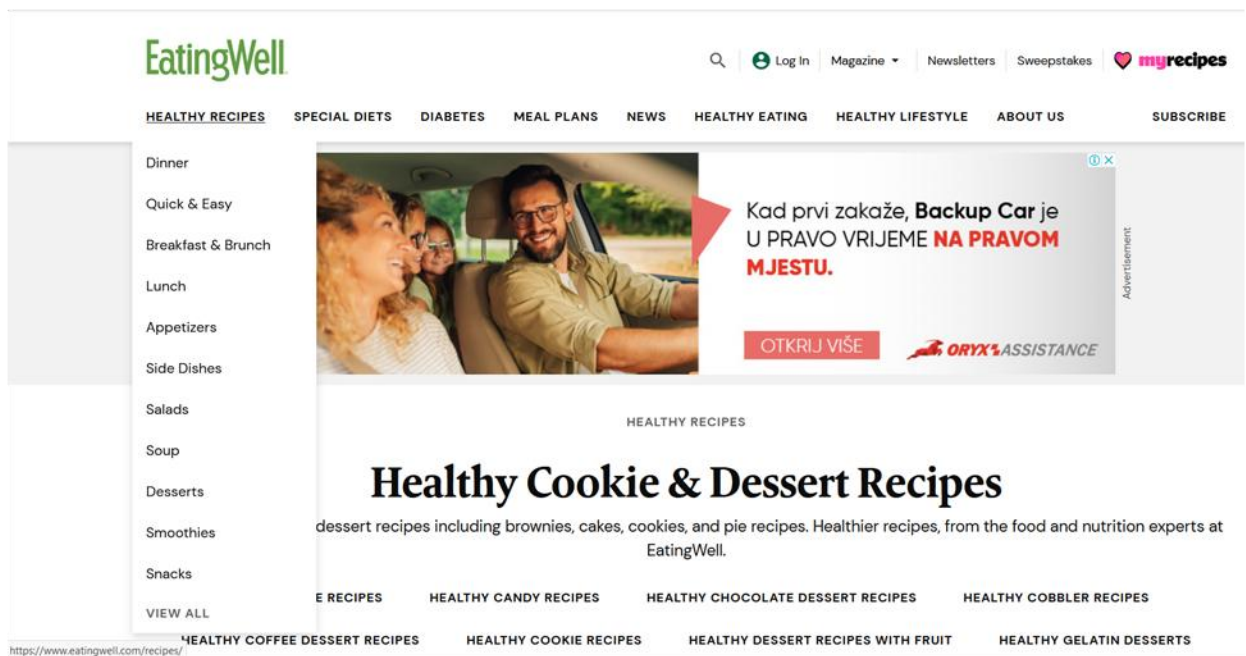 EatingWell
Log In
Magazine
Newsletters
Sweepstakes
myrecipes
HEALTHY RECIPES
SPECIAL DIETS
DIABETES
MEAL PLANS
NEWS
HEALTHY EATING
HEALTHY LIFESTYLE
ABOUT US
SUBSCRIBE
Dinner
Quick & Easy
Breakfast & Brunch
Lunch
Appetizers
Side Dishes
Salads
Soup
Desserts
Smoothies
Snacks
VIEW ALL
Kad prvi zakaže, Backup Car je
U PRAVO VRIJEME NA PRAVOM
MJESTU.
OTKRIJ VIŠE
ORYX ASSISTANCE
Advertisement
HEALTHY RECIPES
Healthy Cookie & Dessert Recipes
dessert recipes including brownies, cakes, cookies, and pie recipes. Healthier recipes, from the food and nutrition experts at
EatingWell.
RECIPES
HEALTHY CANDY RECIPES
HEALTHY CHOCOLATE DESSERT RECIPES
HEALTHY COBBLER RECIPES
HEALTHY COFFEE DESSERT RECIPES
HEALTHY COOKIE RECIPES
HEALTHY DESSERT RECIPES WITH FRUIT
HEALTHY GELATIN DESSERTS
https://www.eatingwell.com/recipes/